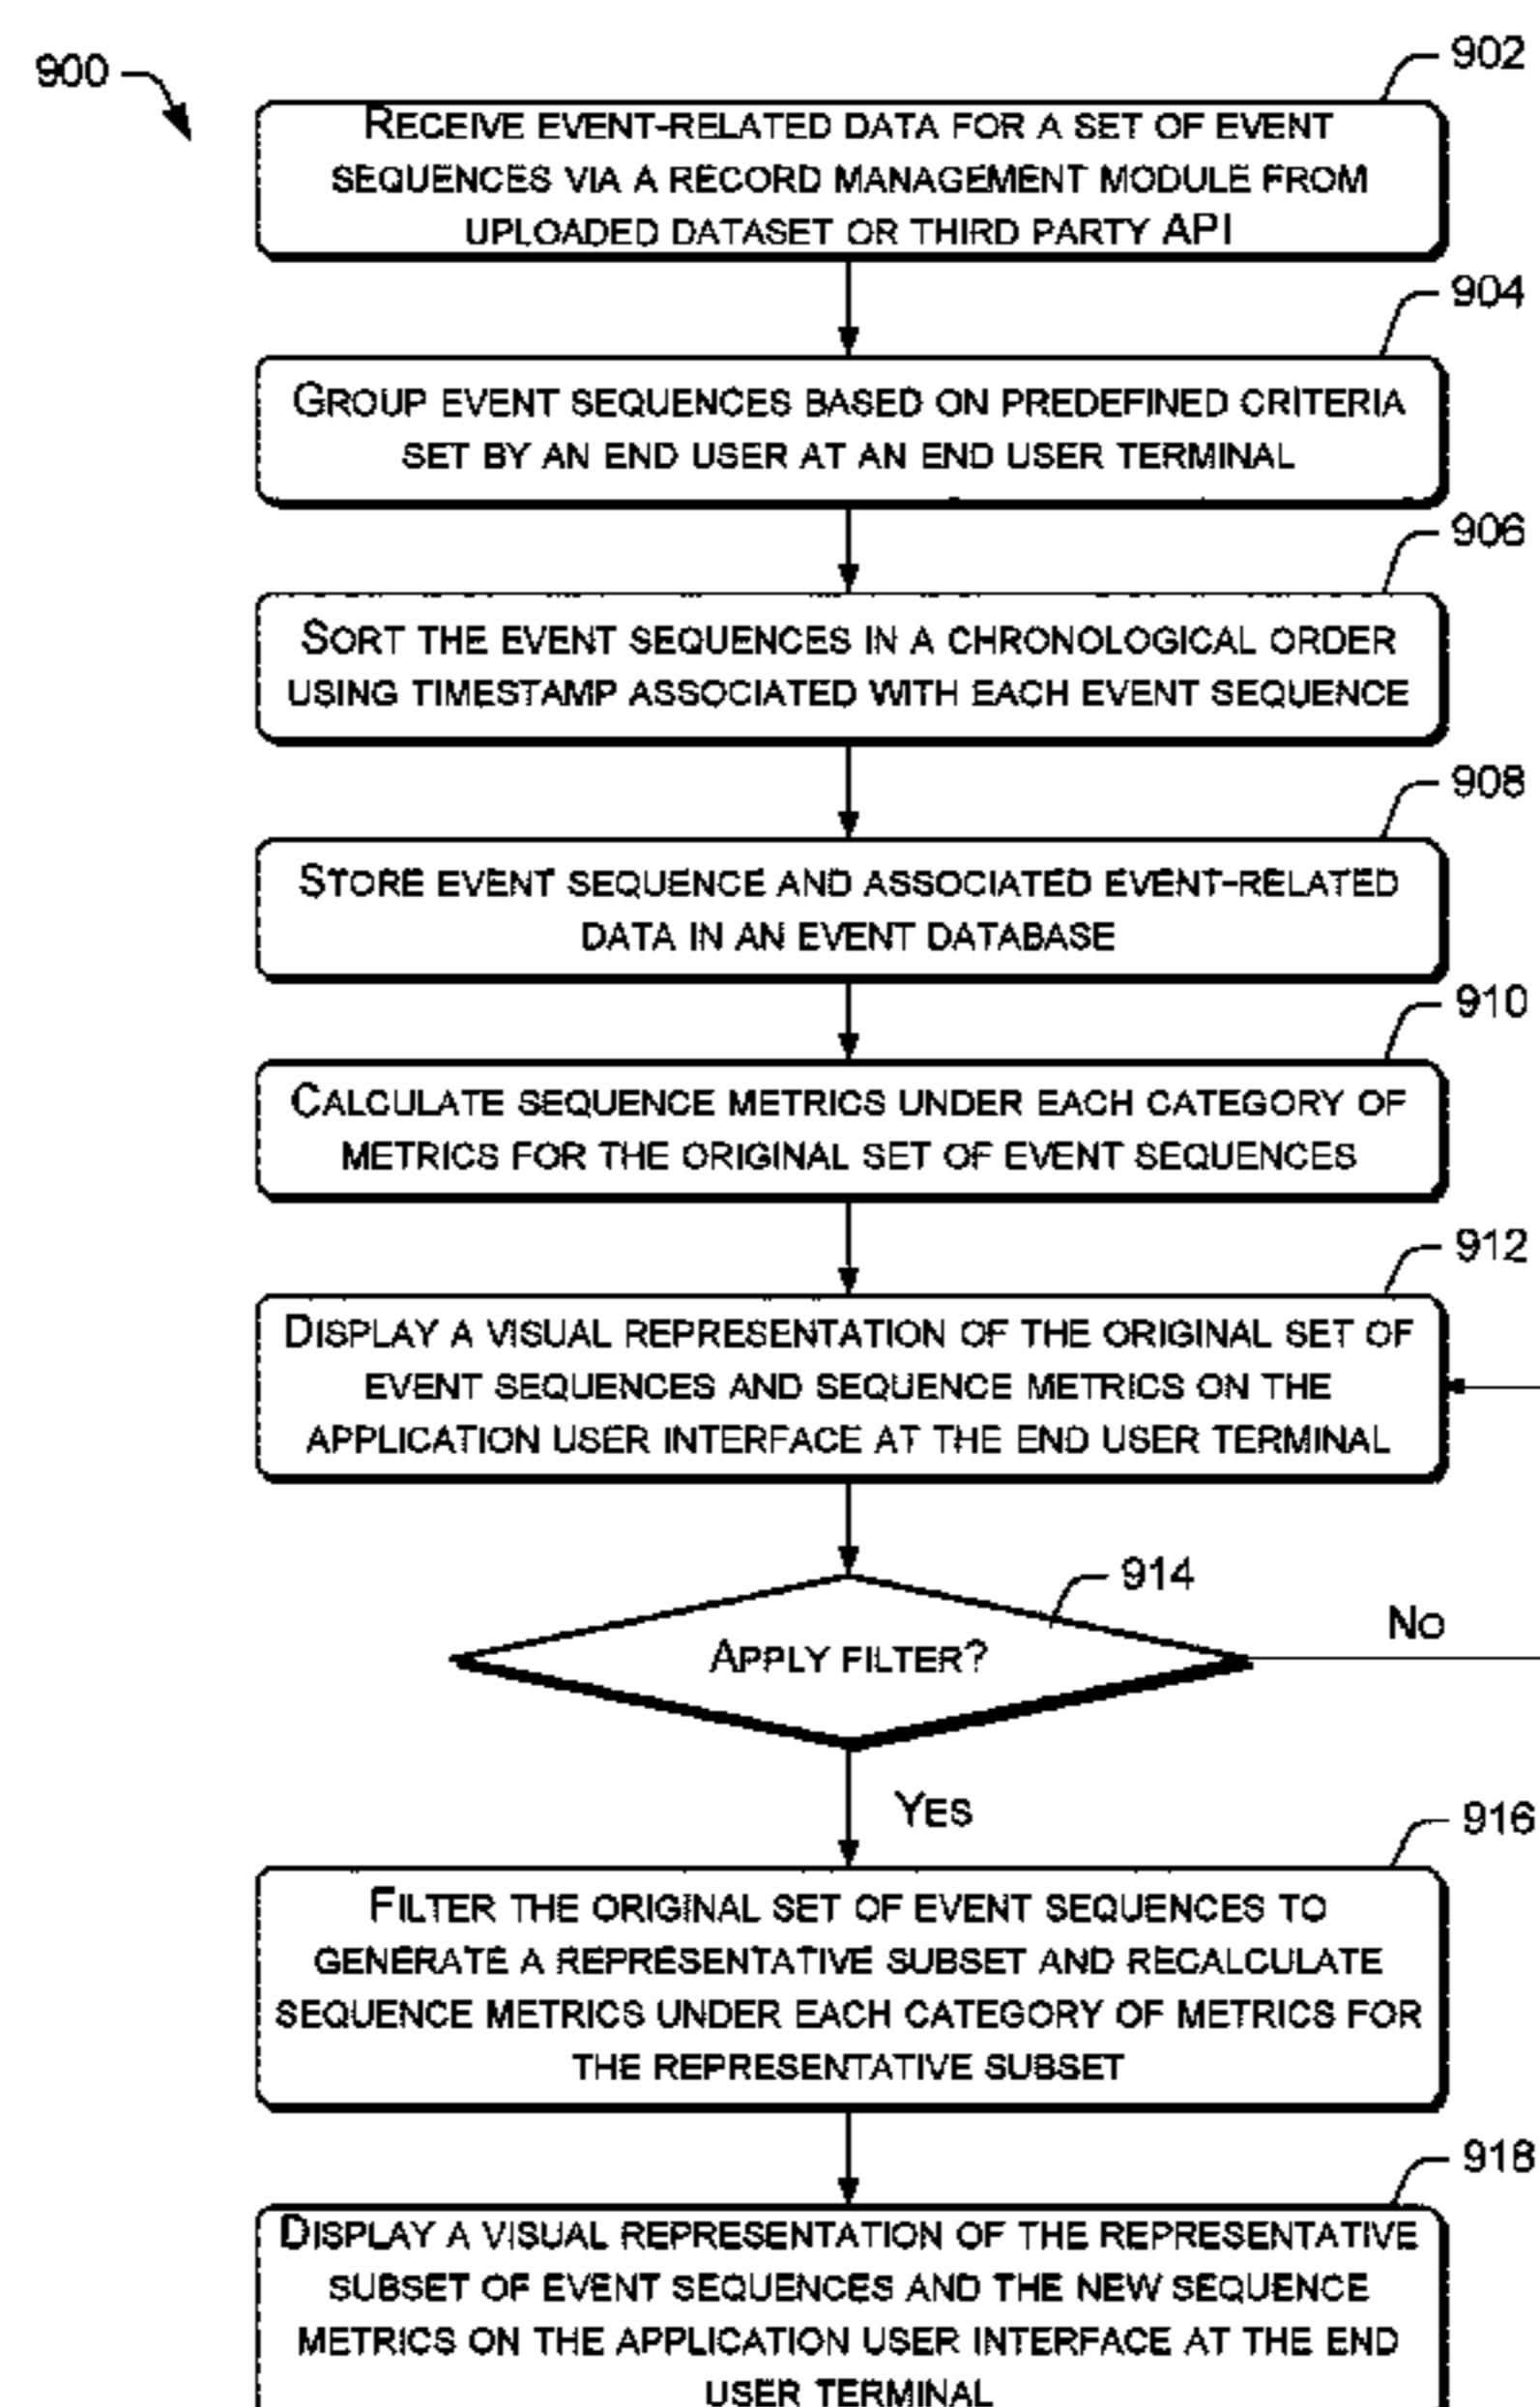 900
902
RECEIVE EVENT-RELATED DATA FOR A SET OF EVENT
SEQUENCES VIA A RECORD MANAGEMENT MODULE FROM
UPLOADED DATASET OR THIRD PARTY API
904
GROUP EVENT SEQUENCES BASED ON PREDEFINED CRITERIA
SET BY AN END USER AT AN END USER TERMINAL
906
SORT THE EVENT SEQUENCES IN A CHRONOLOGICAL ORDER
USING TIMESTAMP ASSOCIATED WITH EACH EVENT SEQUENCE
908
STORE EVENT SEQUENCE AND ASSOCIATED EVENT-RELATED
DATA IN AN EVENT DATABASE
910
CALCULATE SEQUENCE METRICS UNDER EACH CATEGORY OF
METRICS FOR THE ORIGINAL SET OF EVENT SEQUENCES
912
DISPLAY A VISUAL REPRESENTATION OF THE ORIGINAL SET OF
EVENT SEQUENCES AND SEQUENCE METRICS ON THE
APPLICATION USER INTERFACE AT THE END USER TERMINAL
914
APPLY FILTER?
NO
YES
916
FILTER THE ORIGINAL SET OF EVENT SEQUENCES TO
GENERATE A REPRESENTATIVE SUBSET AND RECALCULATE
SEQUENCE METRICS UNDER EACH CATEGORY OF METRICS FOR
THE REPRESENTATIVE SUBSET
918
DISPLAY A VISUAL REPRESENTATION OF THE REPRESENTATIVE
SUBSET OF EVENT SEQUENCES AND THE NEW SEQUENCE
METRICS ON THE APPLICATION USER INTERFACE AT THE END
USER TERMINAL